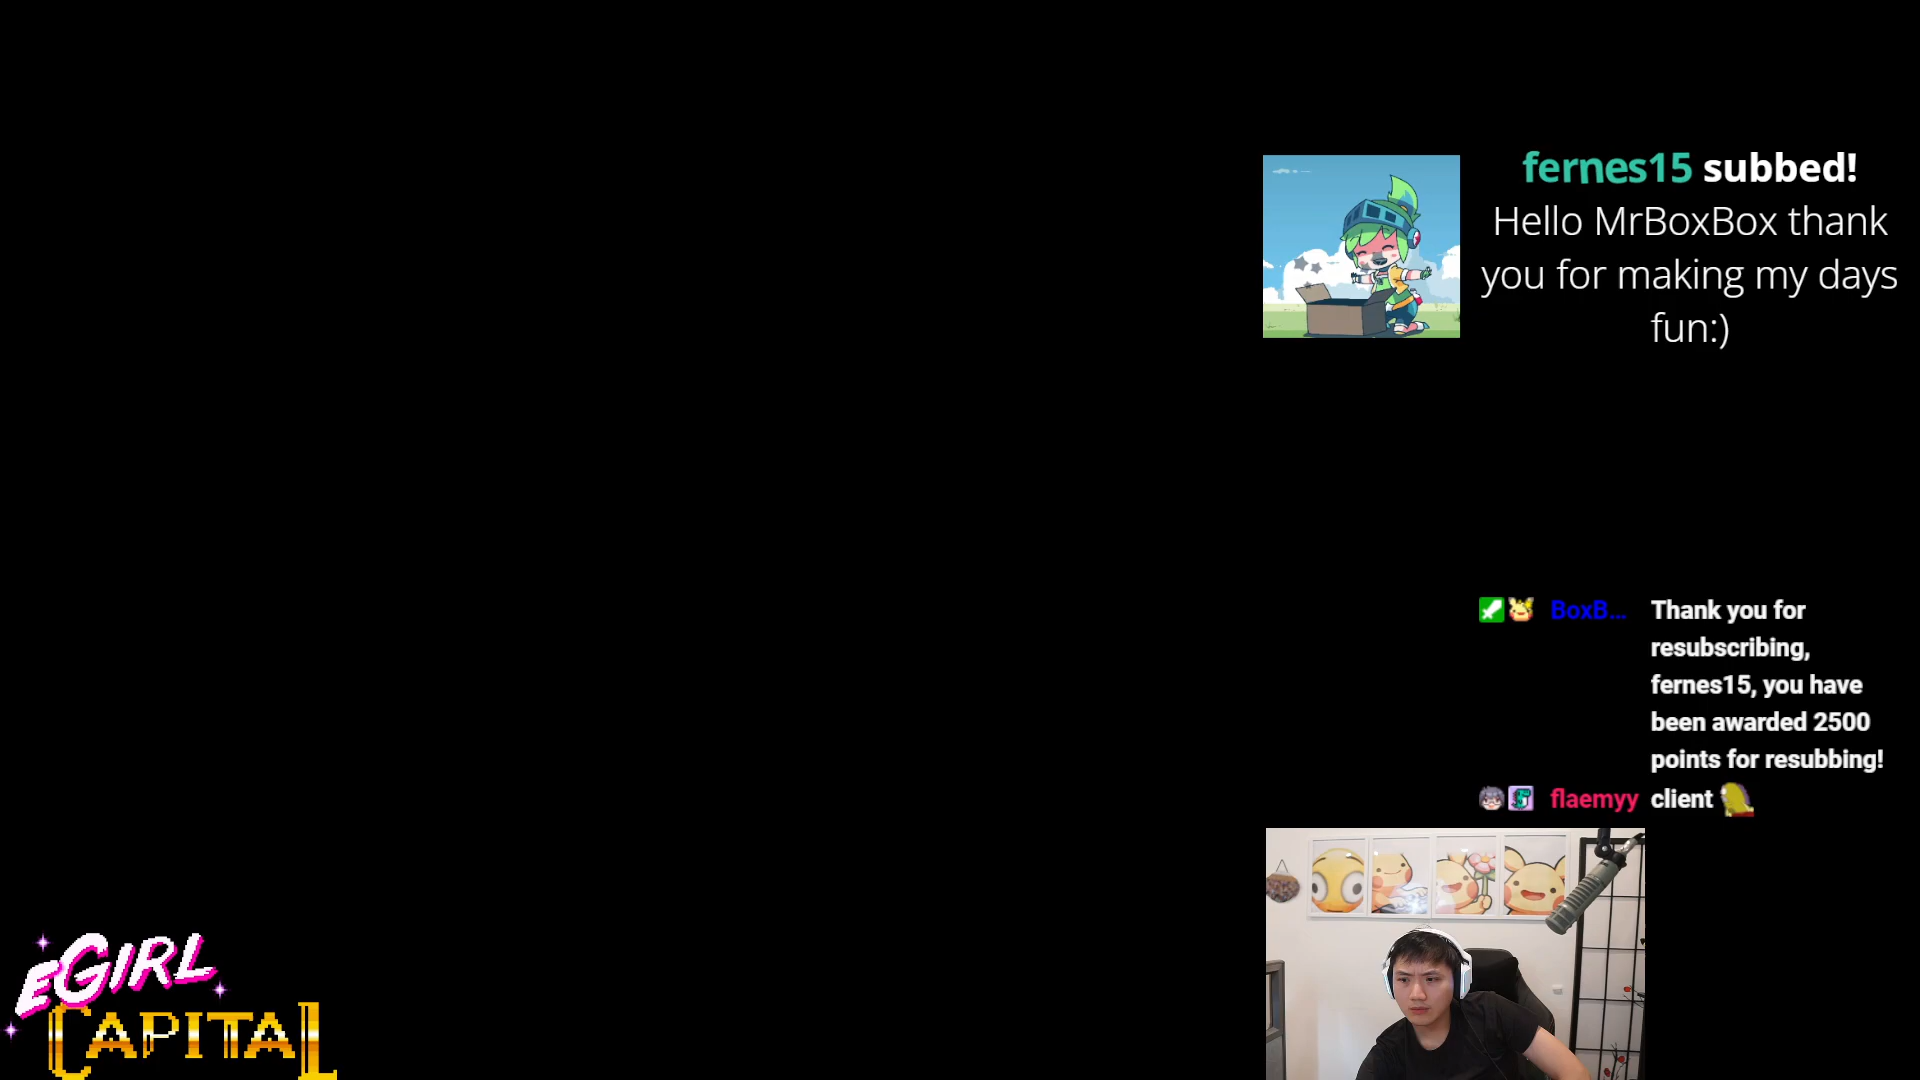 fernes15 subbed!
Hello MrBoxBox thank
you for making my days
fun:)
BoxB... Thank you for
resubscribing,
fernes15, you have
been awarded 2500
points for resubbing!
flaemyy client
EGIRL
CAPITAL